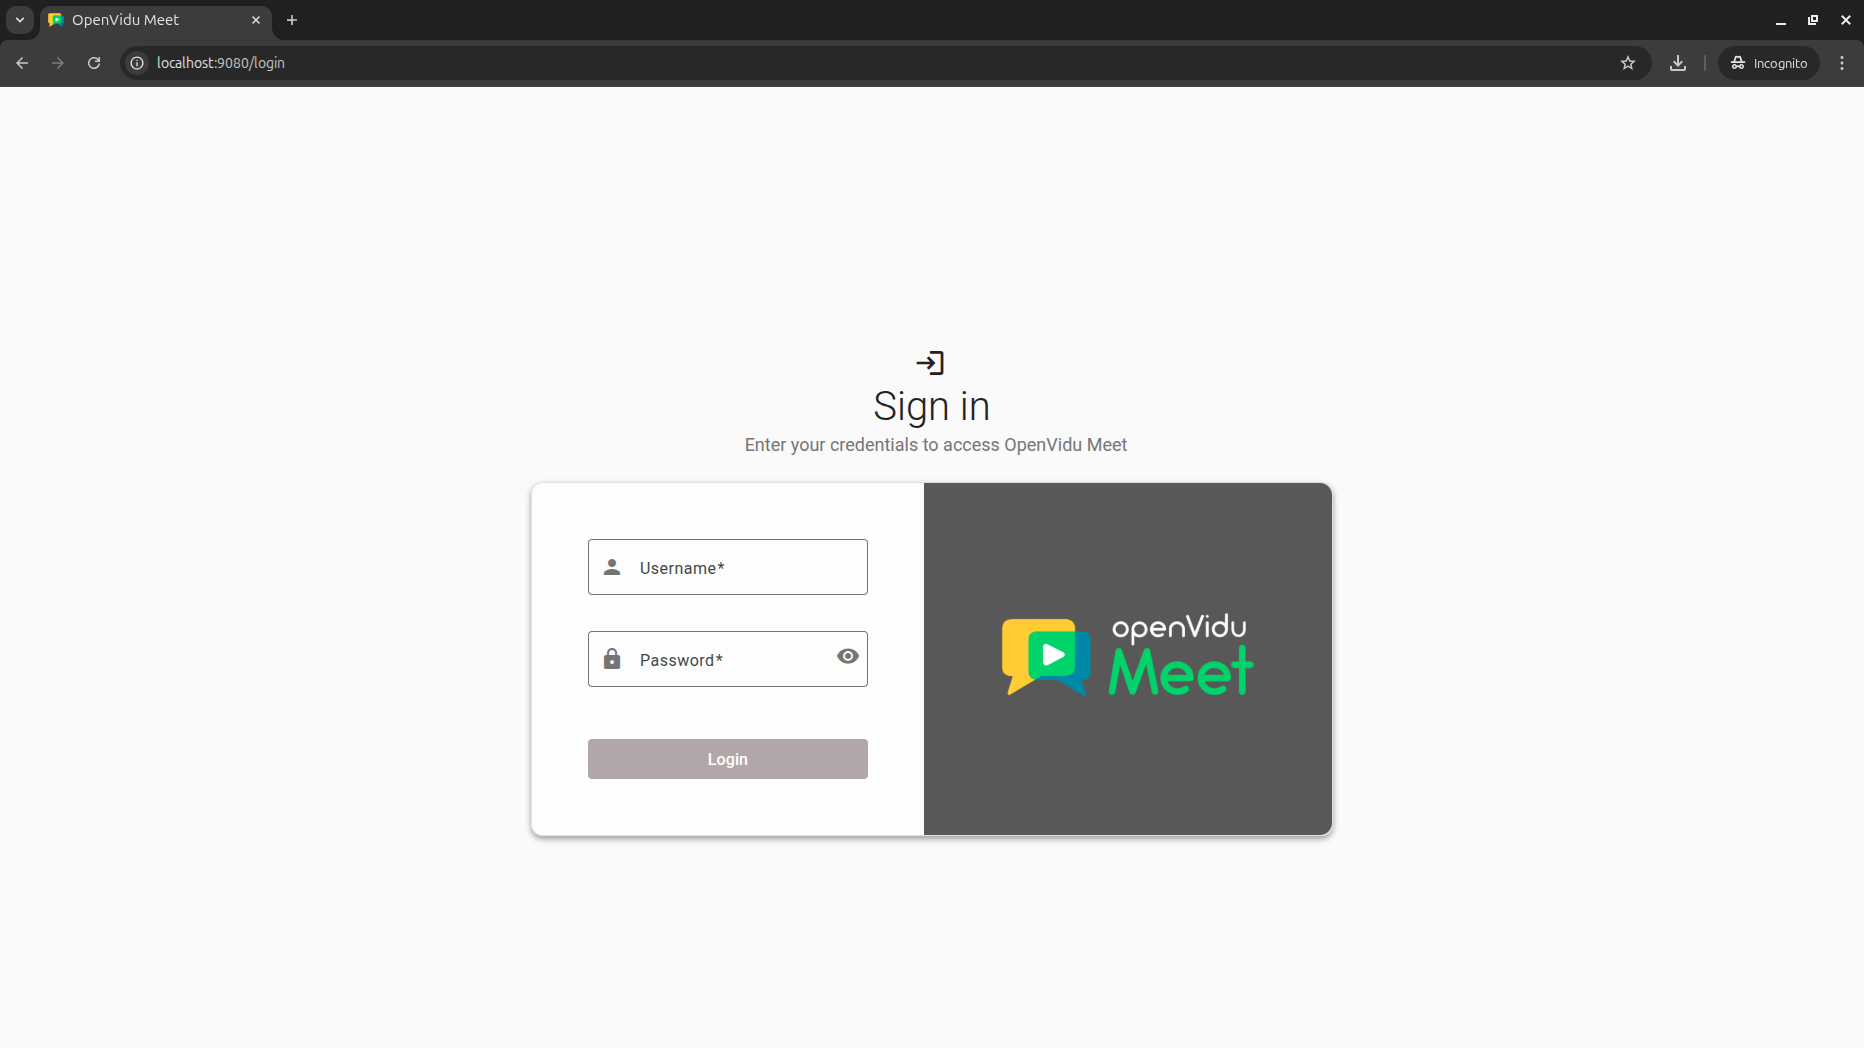 OpenVidu Meet
localhost:9080/login
Incognito
Sign in
Enter your credentials to access OpenVidu Meet
Username*
Password*
Login
openVidu
Meet